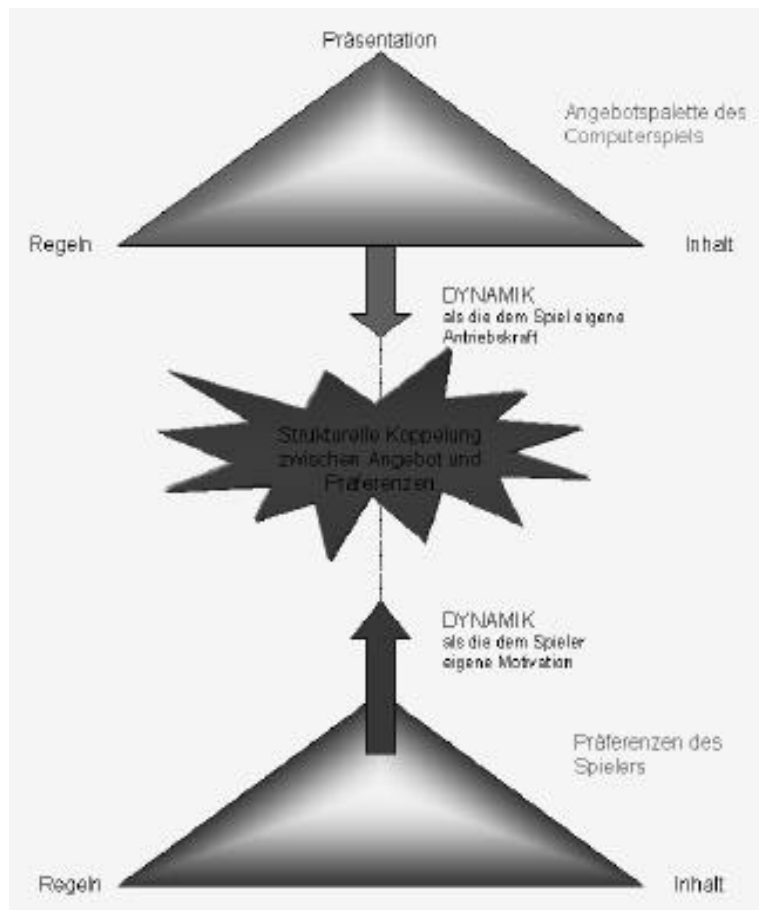 Präsentation
Angebotspalette des
Computerspiels
Regeln
Inhalt
DYNAMIK
als die dem Spiel eigene
Antriebskraft
Strukturelle Koppelung
zwischen Angebot und
Präferenzen
DYNAMIK
als die dem Spieler
eigene Motivation
Präferenzen des
Spielers
Regeln
Inhalt